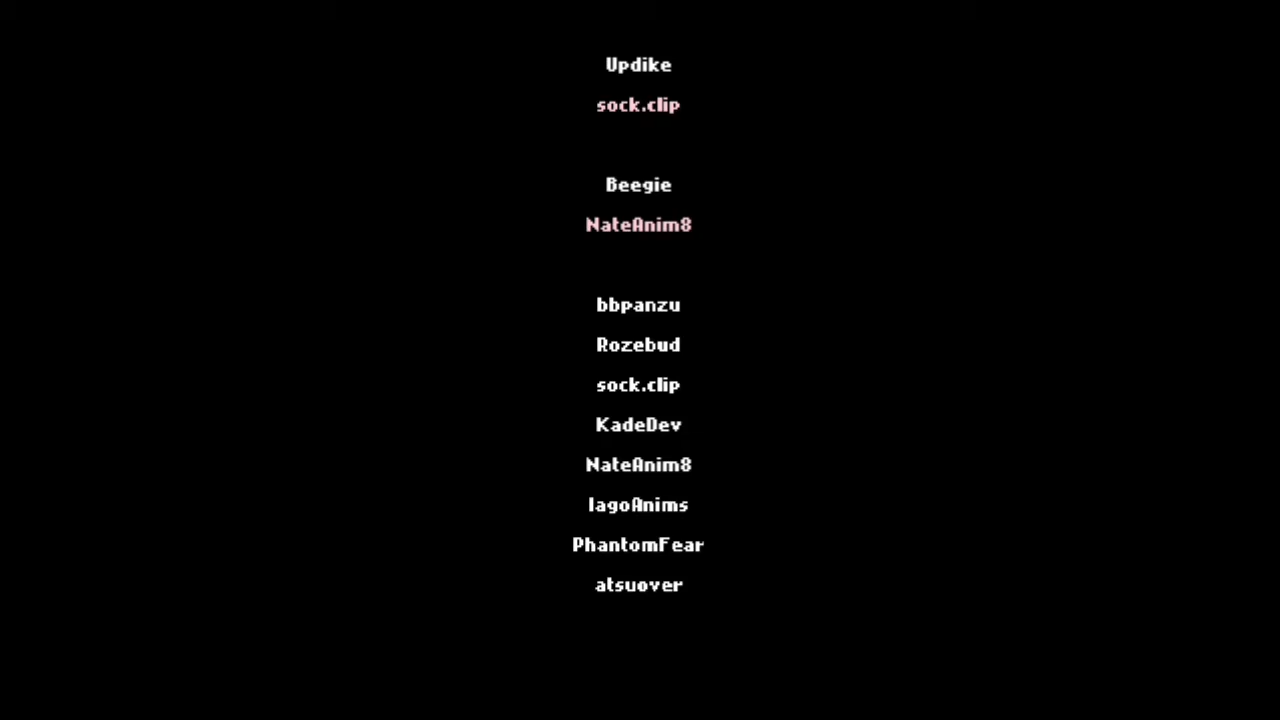 Updike
sock.clip
Beegie
NateAnim8
bbpanzu
Rozebud
sock.clip
KadeDev
NateAnim8
IagoAnims
PhantomFear
atsuover